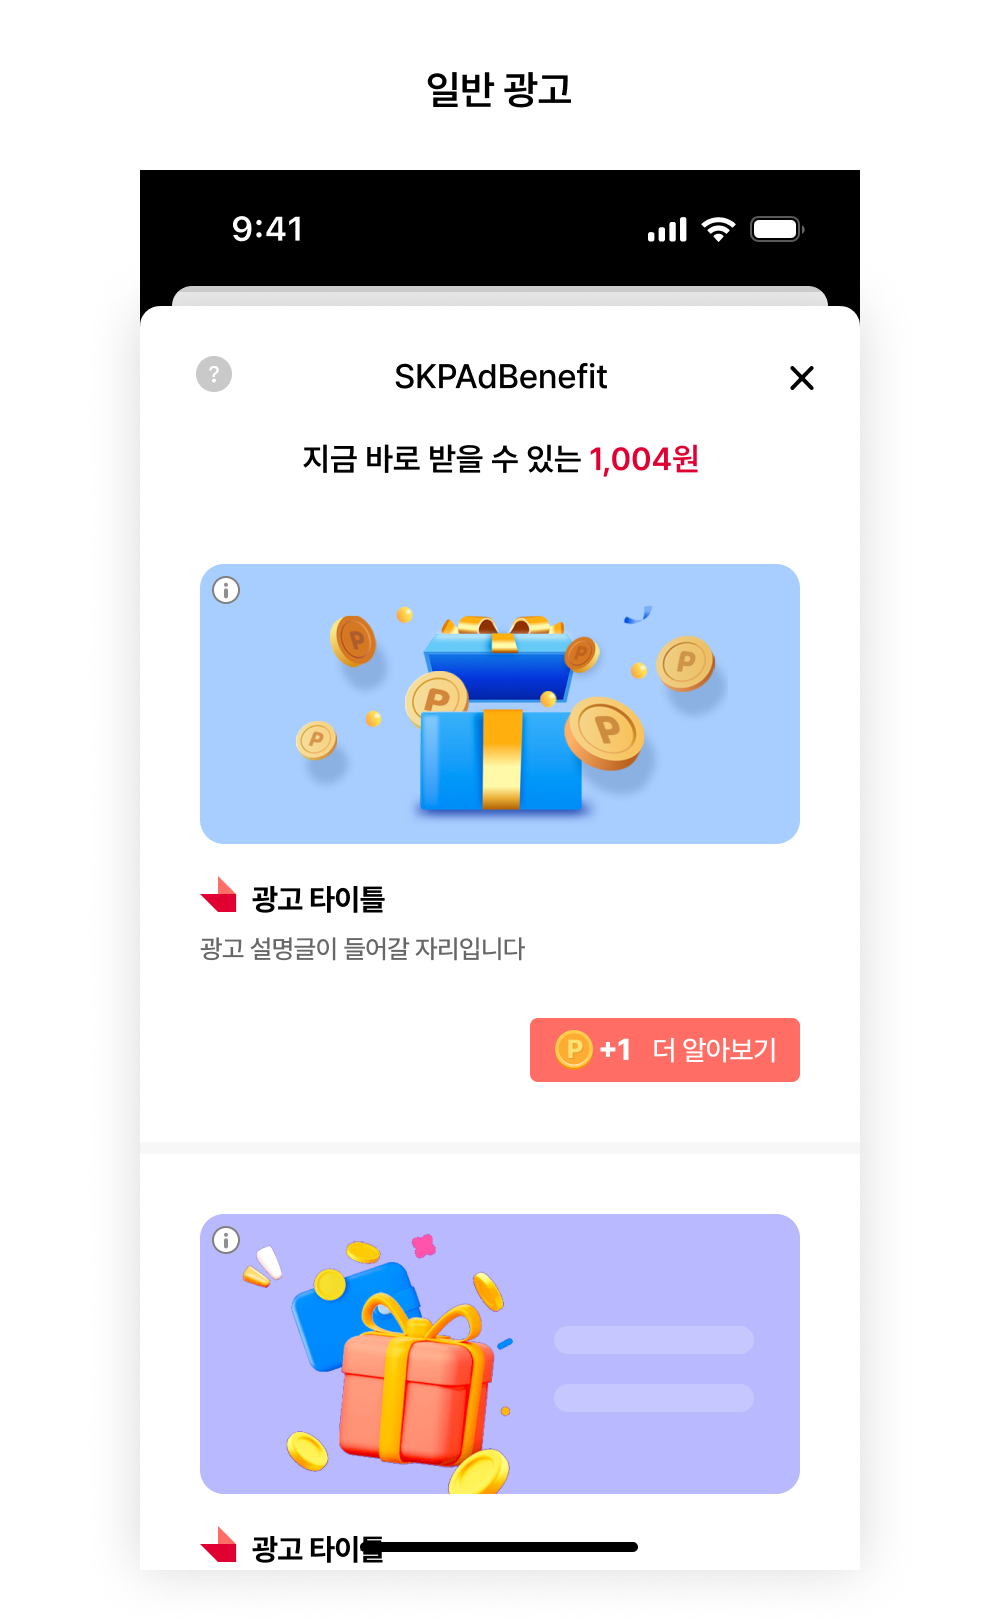 일반 광고
9:41
?
SKPAdBenefit
지금 바로 받을 수 있는 1,004원
P
P
P
P
P
P
광고 타이틀
광고 설명글이 들어갈 자리입니다
P +1 더 알아보기
광고 타이틀